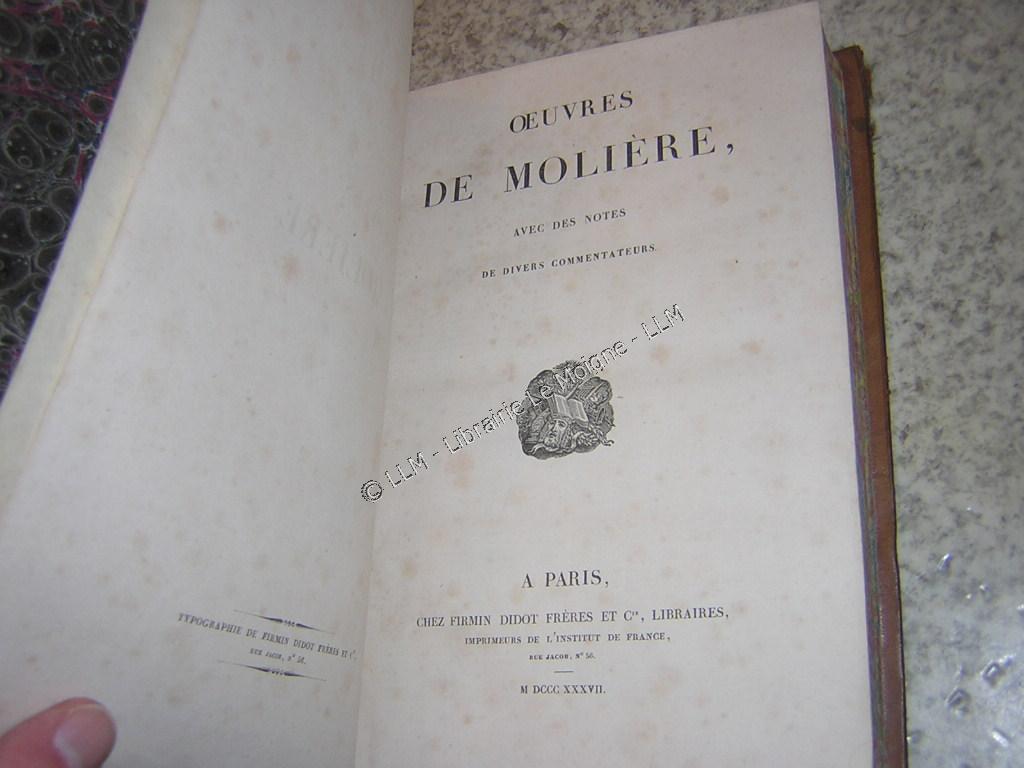 TYPOGRAPHIE DE FIRMIN DIDOT FRÈRES ET Cie,
RUE JACOB, N° 56.
OEUVRES
DE MOLIÈRE,
AVEC DES NOTES
DE DIVERS COMMENTATEURS.
© LLM - Librairie Le Moigne - LLM
A PARIS,
CHEZ FIRMIN DIDOT FRÈRES ET Cie, LIBRAIRES,
IMPRIMEURS DE L'INSTITUT DE FRANCE,
RUE JACOB, N° 56.
M DCCC XXXVII.